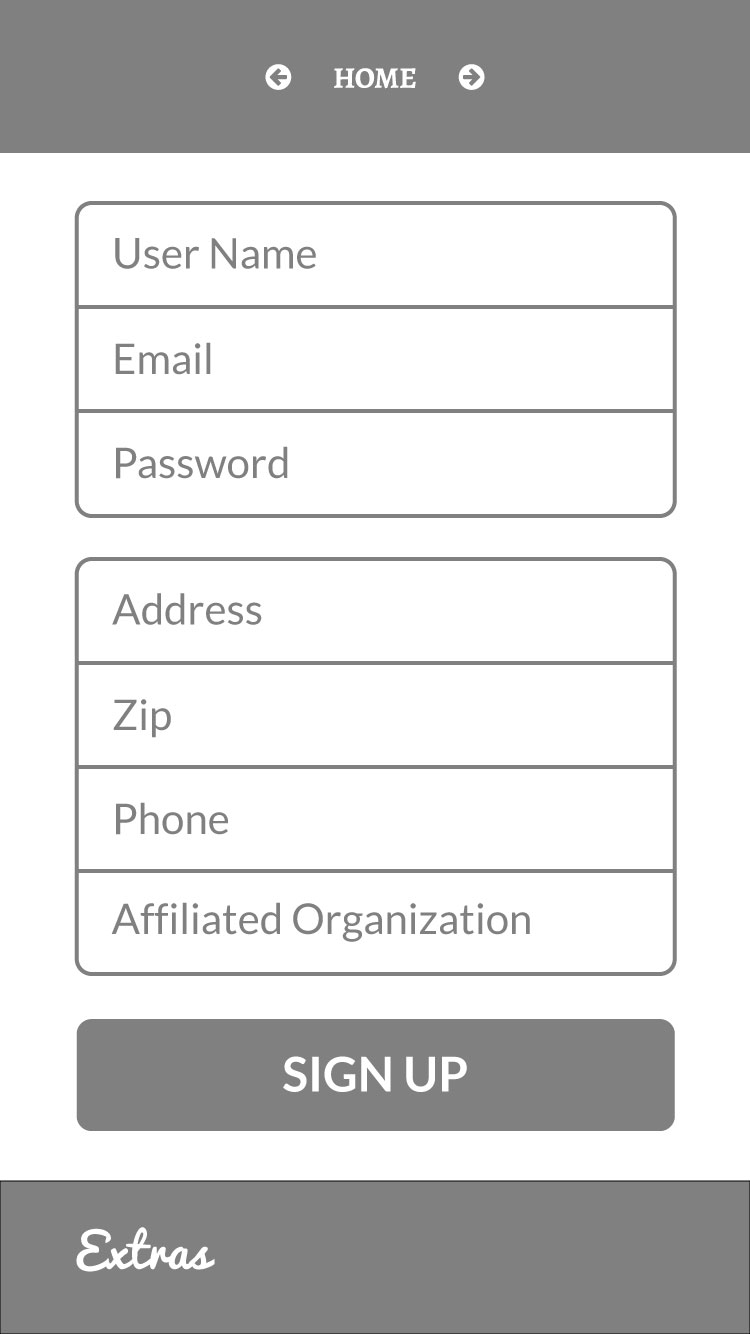 HOME
User Name
Email
Password
Address
Zip
Phone
Affiliated Organization
SIGN UP
Extras